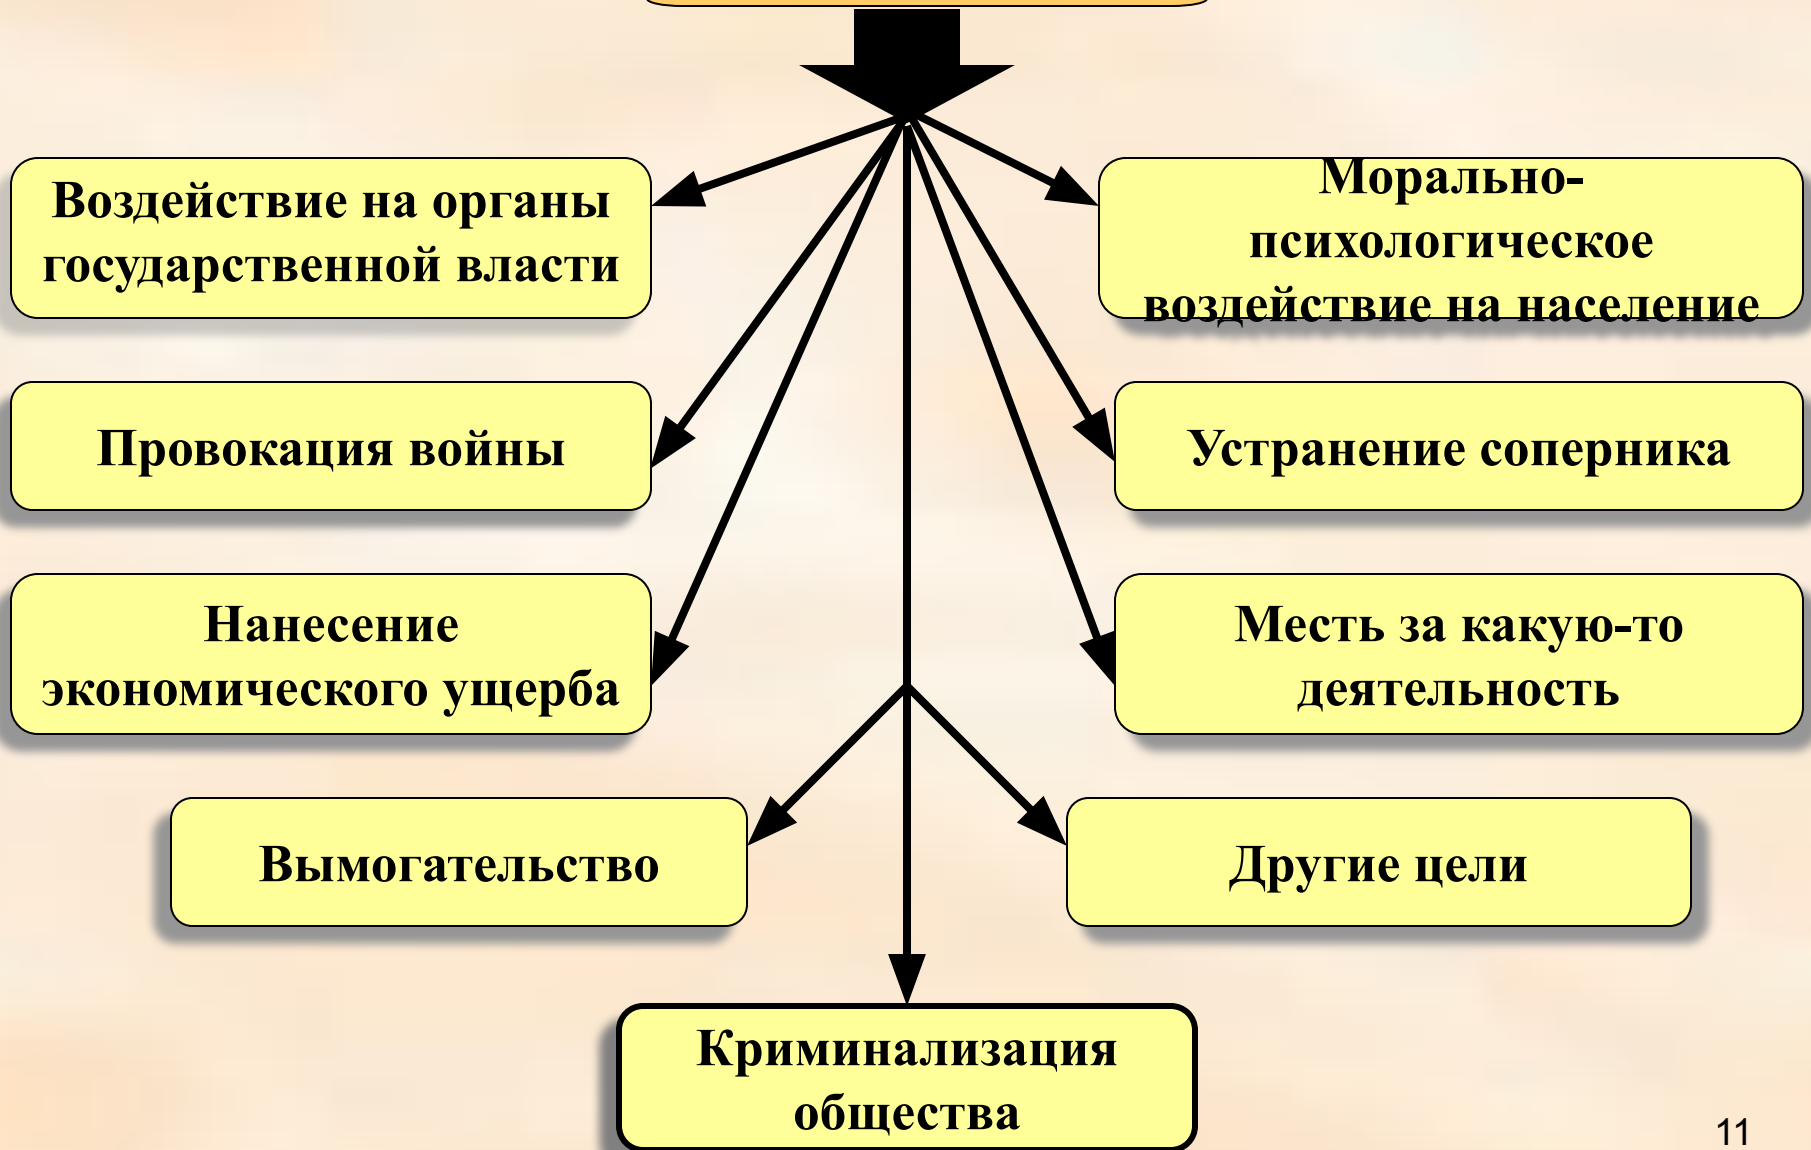 Воздействие на органы
государственной власти
Морально-
психологическое
воздействие на население
Провокация войны
Устранение соперника
Нанесение
экономического ущерба
Месть за какую-то
деятельность
Вымогательство
Другие цели
Криминализация
общества
11